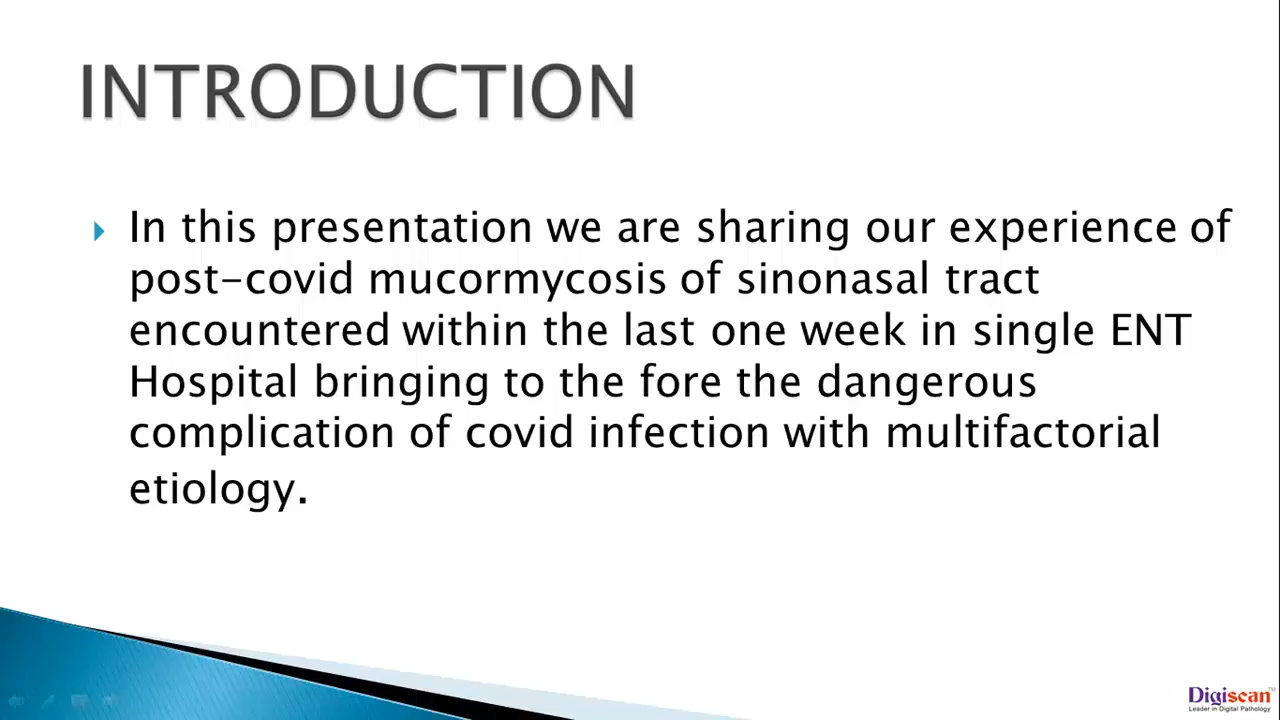 INTRODUCTION
In this presentation we are sharing our experience of
post-covid mucormycosis of sinonasal tract
encountered within the last one week in single ENT
Hospital bringing to the fore the dangerous
complication of covid infection with multifactorial
etiology.
Digiscan™
Leader in Digital Pathology